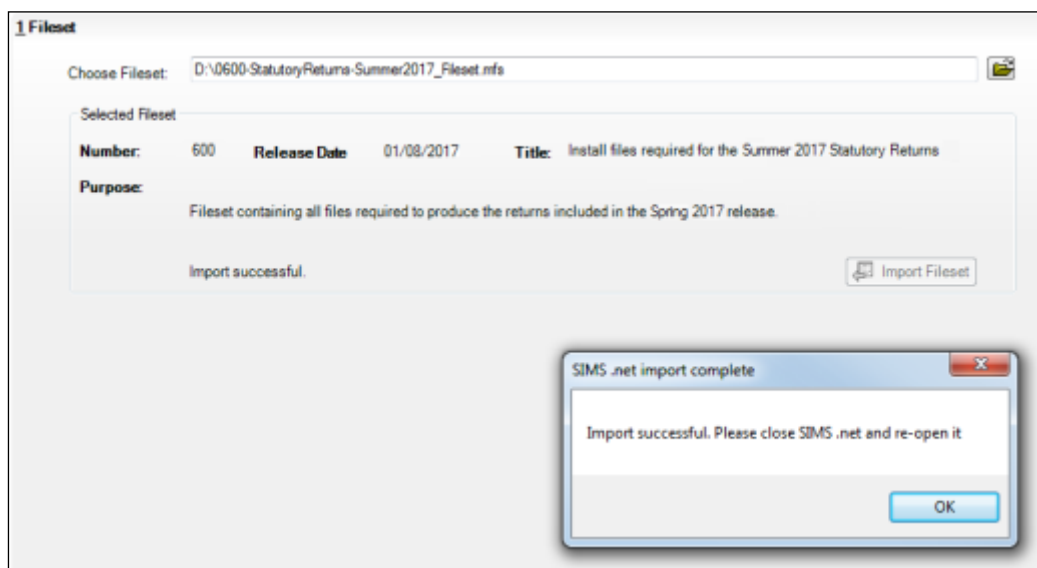 1 Fileset
Choose Fileset: D:\0600-StatutoryReturns-Summer2017_Fileset.mfs
Selected Fileset
Number: 600 Release Date 01/08/2017 Title: Install files required for the Summer 2017 Statutory Returns
Purpose:
Fileset containing all files required to produce the returns included in the Spring 2017 release.
Import successful. Import Fileset
SIMS .net import complete
Import successful. Please close SIMS .net and re-open it
OK